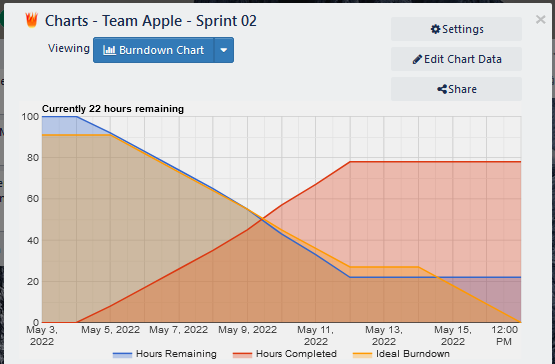 Charts - Team Apple - Sprint 02
×
Viewing
Burndown Chart
Settings
Edit Chart Data
Share
Currently 22 hours remaining
100
80
60
40
20
0
May 3, 2022
May 5, 2022
May 7, 2022
May 9, 2022
May 11, 2022
May 13, 2022
May 15, 2022
12:00 PM
Hours Remaining
Hours Completed
Ideal Burndown